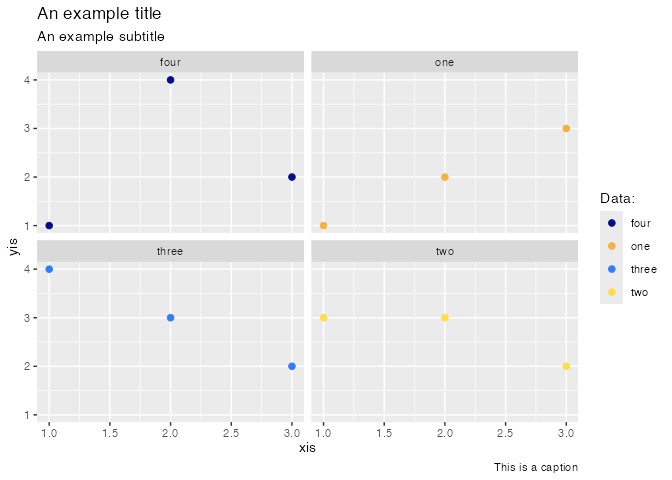 An example title
An example subtitle
four one
4
3
2
1
yis
three two
4
3
2
1
1.0 1.5 2.0 2.5 3.0 1.0 1.5 2.0 2.5 3.0
xis
Data:
four
one
three
two
This is a caption